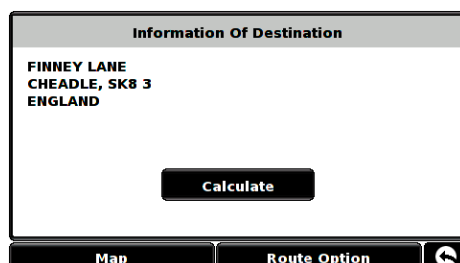 Information Of Destination
FINNEY LANE
CHEADLE, SK8 3
ENGLAND
Calculate
Map
Route Option